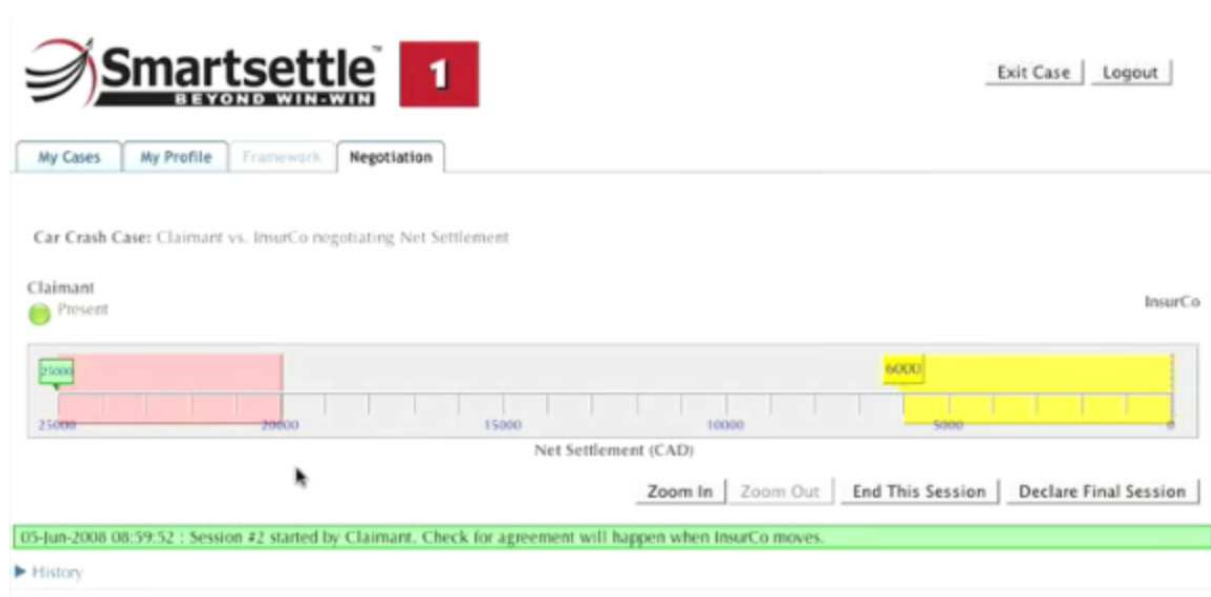 Smartsettle™ 1
BEYOND WIN-WIN
Exit Case Logout
My Cases My Profile Framework Negotiation
Car Crash Case: Claimant vs. InsurCo negotiating Net Settlement
Claimant
Present
InsurCo
25000 6000
25000 20000 15000 10000 5000 0
Net Settlement (CAD)
Zoom In Zoom Out End This Session Declare Final Session
05-Jun-2008 08:59:52 : Session #2 started by Claimant. Check for agreement will happen when InsurCo moves.
History